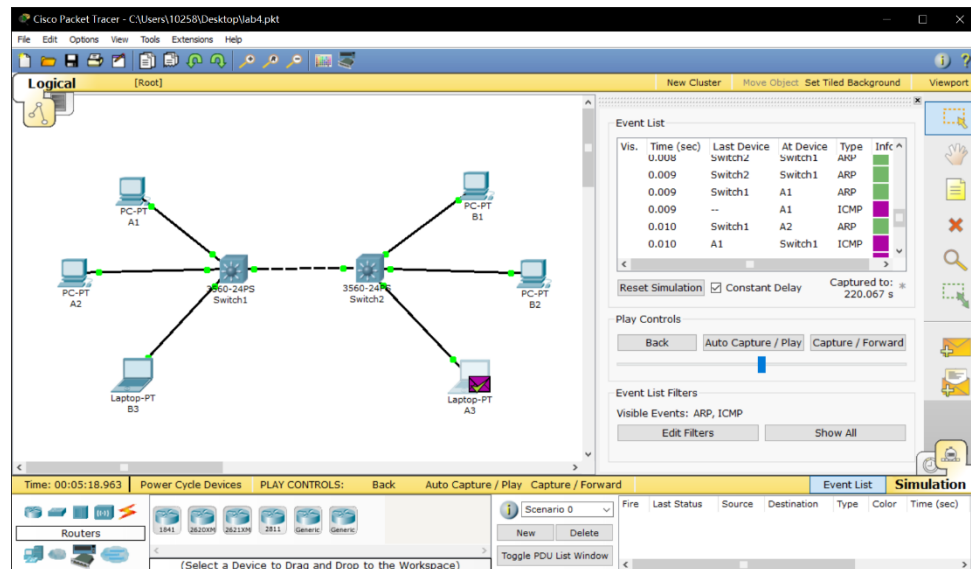 Cisco Packet Tracer - C:\Users\10258\Desktop\lab4.pkt
File Edit Options View Tools Extensions Help
Logical [Root] New Cluster Move Object Set Tiled Background Viewport
Event List
Vis. Time (sec) Last Device At Device Type Info
0.008 Switch2 Switch1 ARP
0.009 Switch2 Switch1 ARP
0.009 Switch1 A1 ARP
0.009 -- A1 ICMP
0.010 Switch1 A2 ARP
0.010 A1 Switch1 ICMP
Reset Simulation Constant Delay Captured to: *
220.067 s
Play Controls
Back Auto Capture / Play Capture / Forward
Event List Filters
Visible Events: ARP, ICMP
Edit Filters Show All
PC-PT
A1
PC-PT
B1
PC-PT
A2
3560-24PS
Switch1
3560-24PS
Switch2
PC-PT
B2
Laptop-PT
B3
Laptop-PT
A3
Time: 00:05:18.963 Power Cycle Devices PLAY CONTROLS: Back Auto Capture / Play Capture / Forward Event List Simulation
Routers
1841 2620XM 2621XM 2811 Generic Generic
(Select a Device to Drag and Drop to the Workspace)
Scenario 0
New Delete
Toggle PDU List Window
Fire Last Status Source Destination Type Color Time (sec)